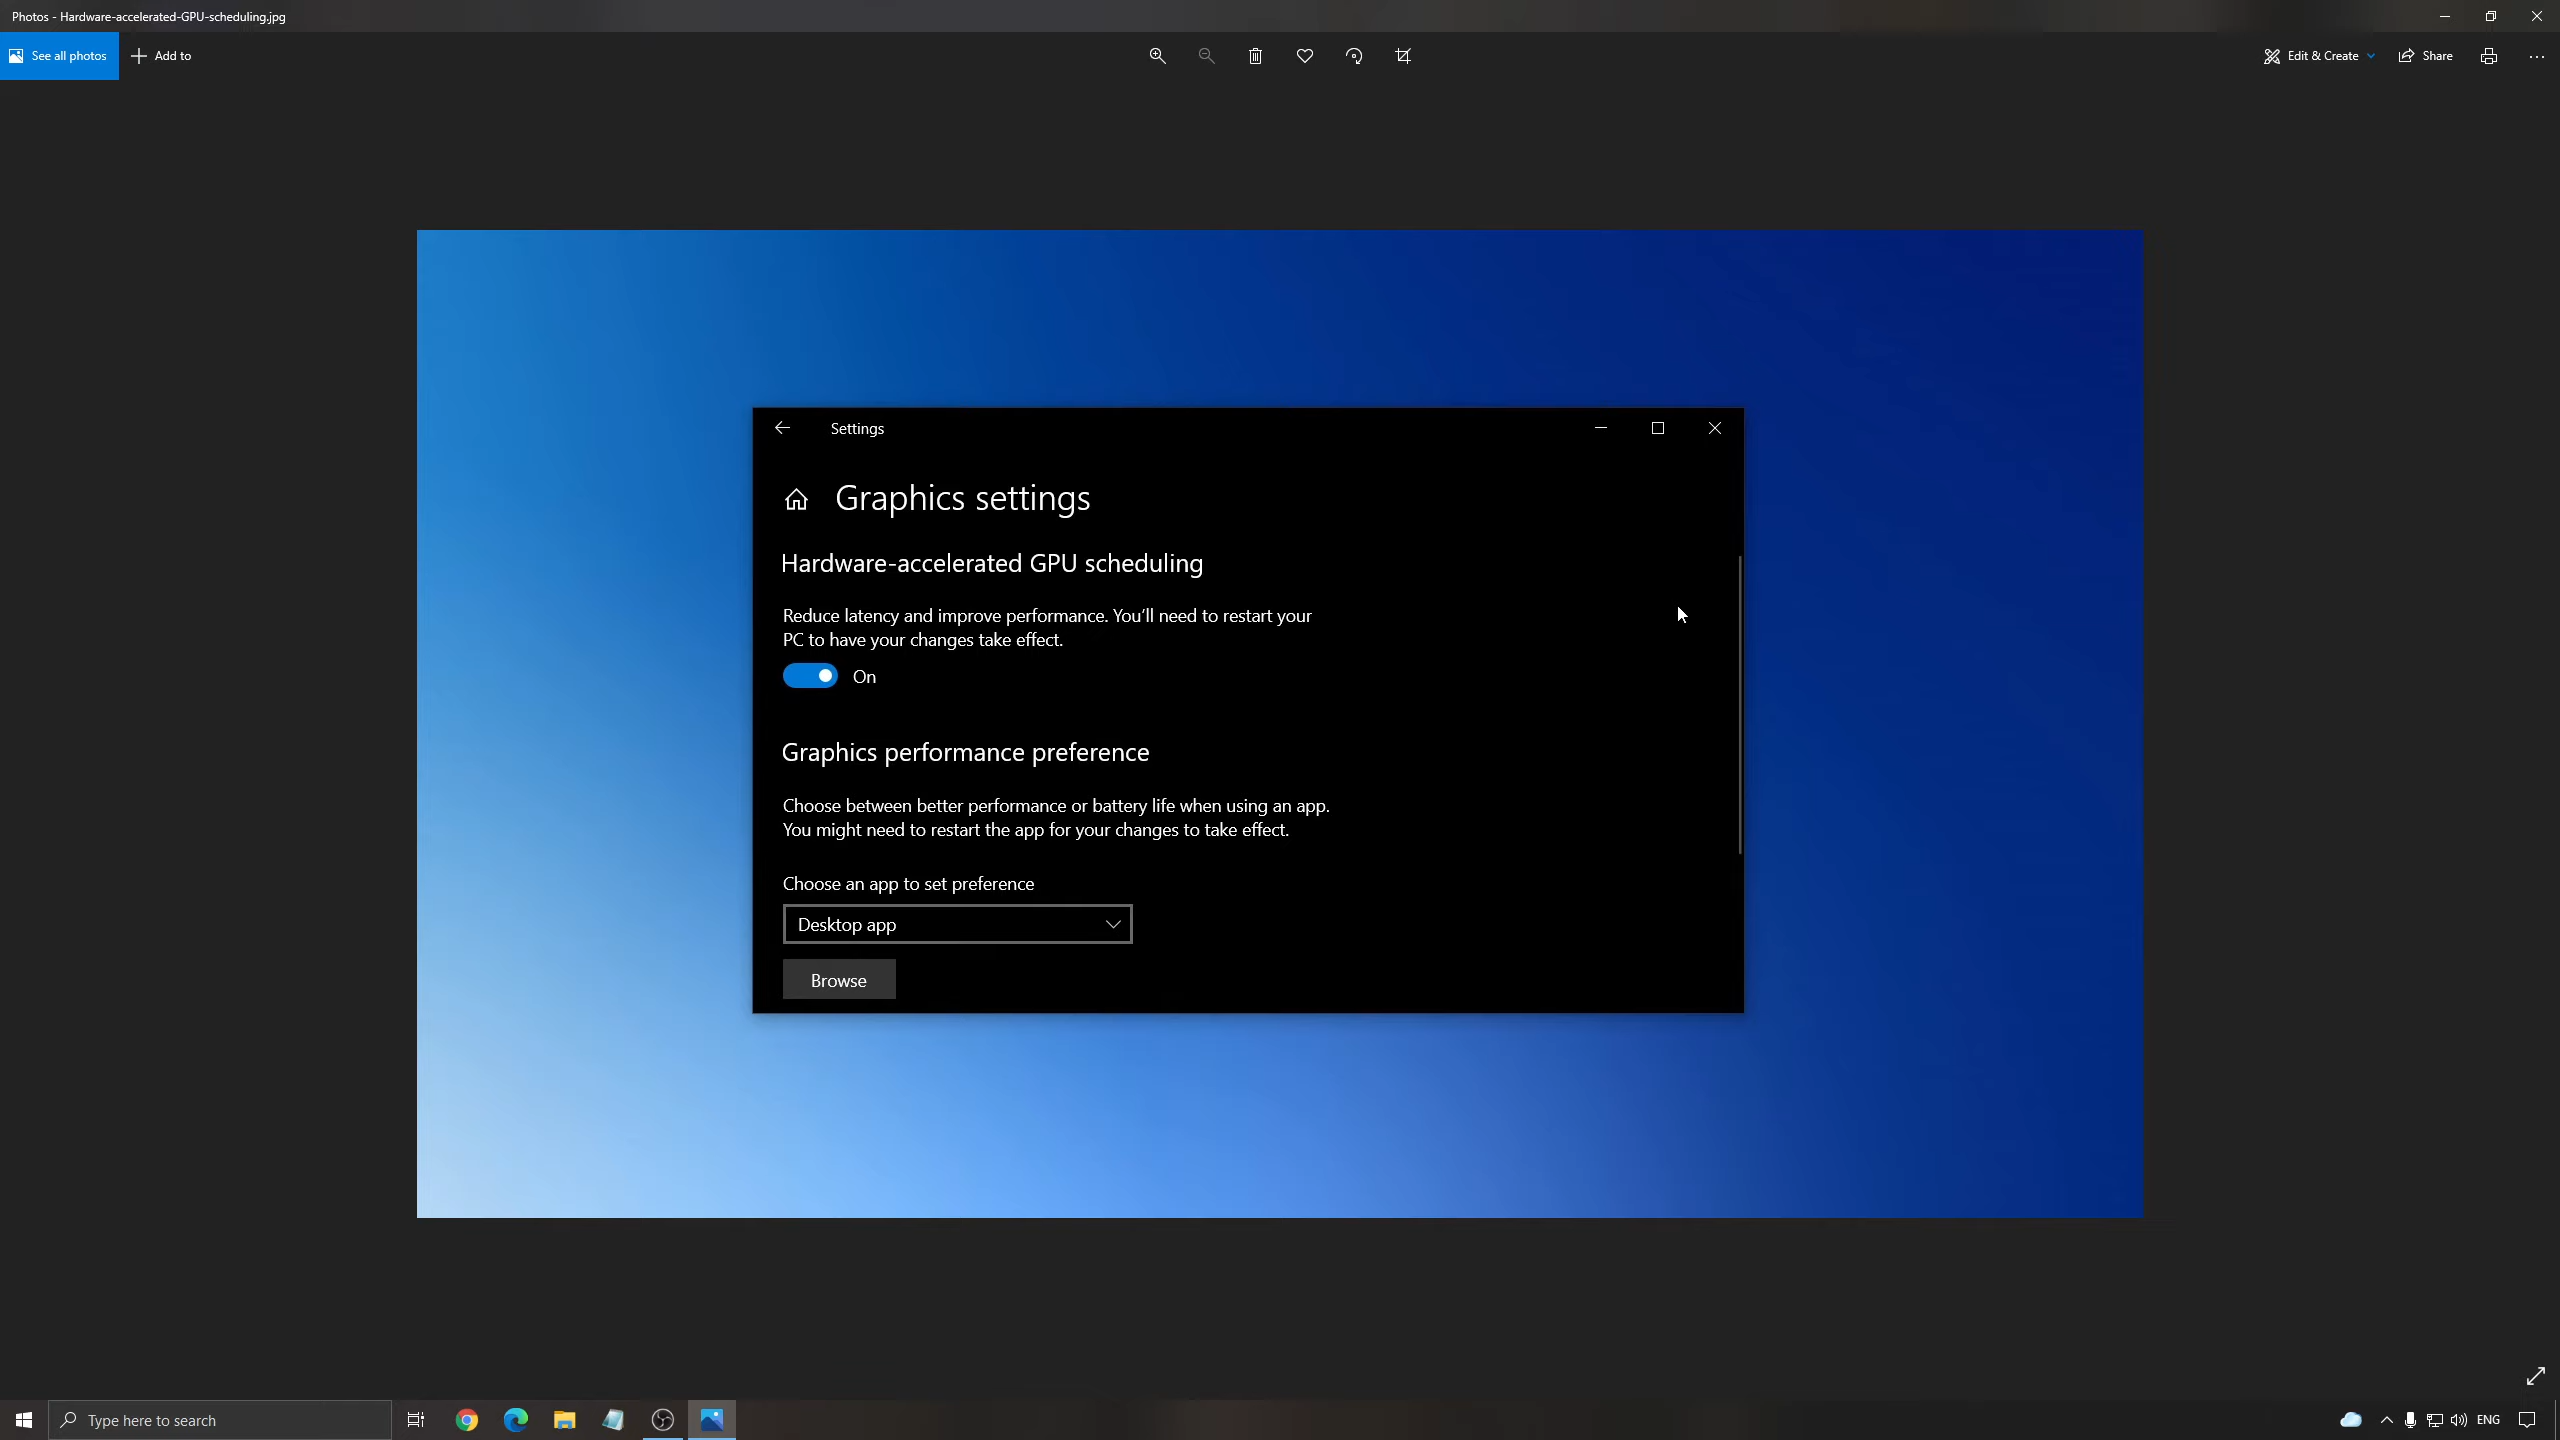 Photos - Hardware-accelerated-GPU-scheduling.jpg
See all photos
Add to
Edit & Create
Share
Settings
Graphics settings
Hardware-accelerated GPU scheduling
Reduce latency and improve performance. You'll need to restart your
PC to have your changes take effect.
On
Graphics performance preference
Choose between better performance or battery life when using an app.
You might need to restart the app for your changes to take effect.
Choose an app to set preference
Desktop app
Browse
Type here to search
ENG